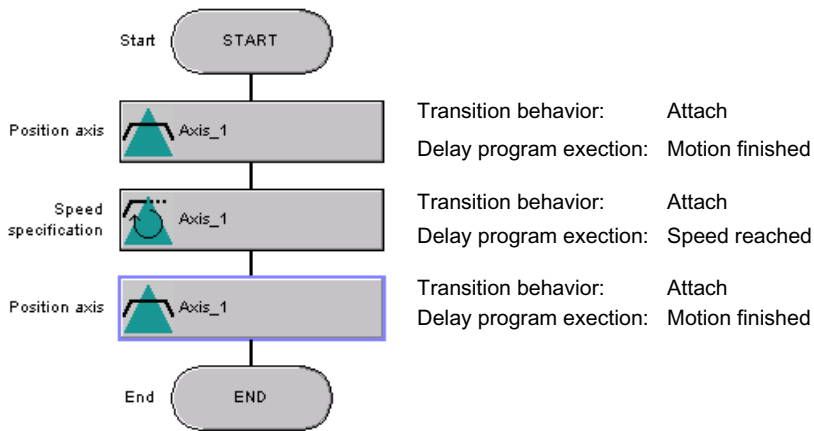 Start START
Position axis Axis_1 Transition behavior: Attach
Delay program exection: Motion finished
Speed
specification Axis_1 Transition behavior: Attach
Delay program exection: Speed reached
Position axis Axis_1 Transition behavior: Attach
Delay program exection: Motion finished
End END